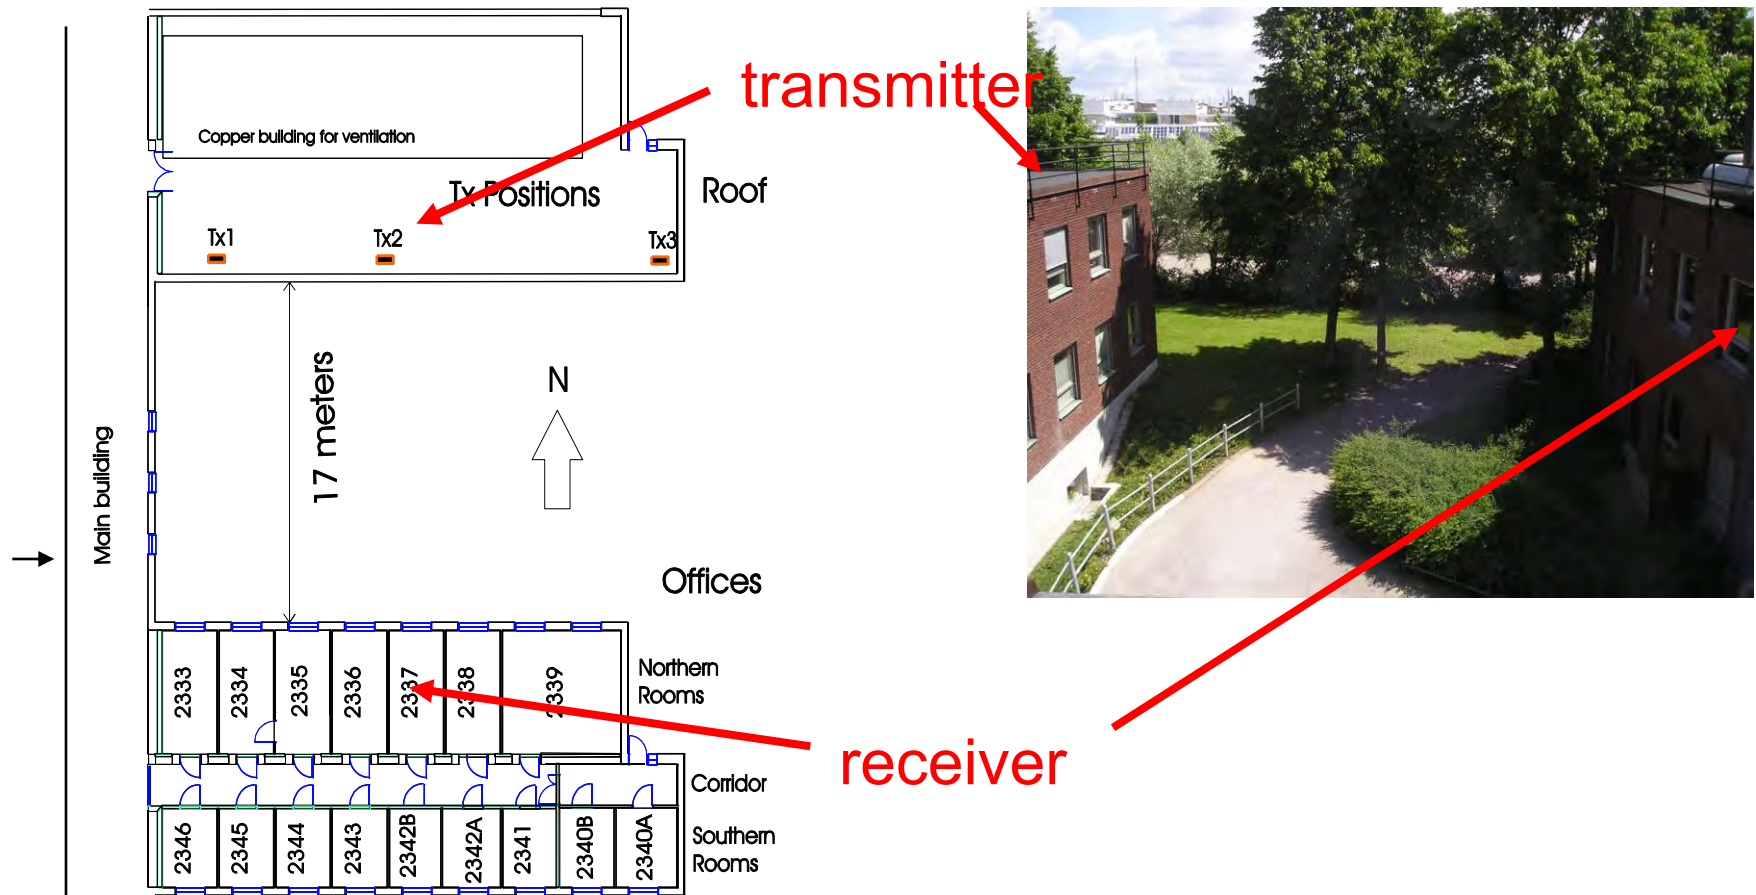 transmitter
Copper building for ventilation
Tx Positions
Roof
Tx1
Tx2
Tx3
17 meters
N
Main building
Offices
2333
2334
2335
2336
2337
2338
2339
Northern
Rooms
receiver
Corridor
2346
2345
2344
2343
2342B
2342A
2341
2340B
2340A
Southern
Rooms